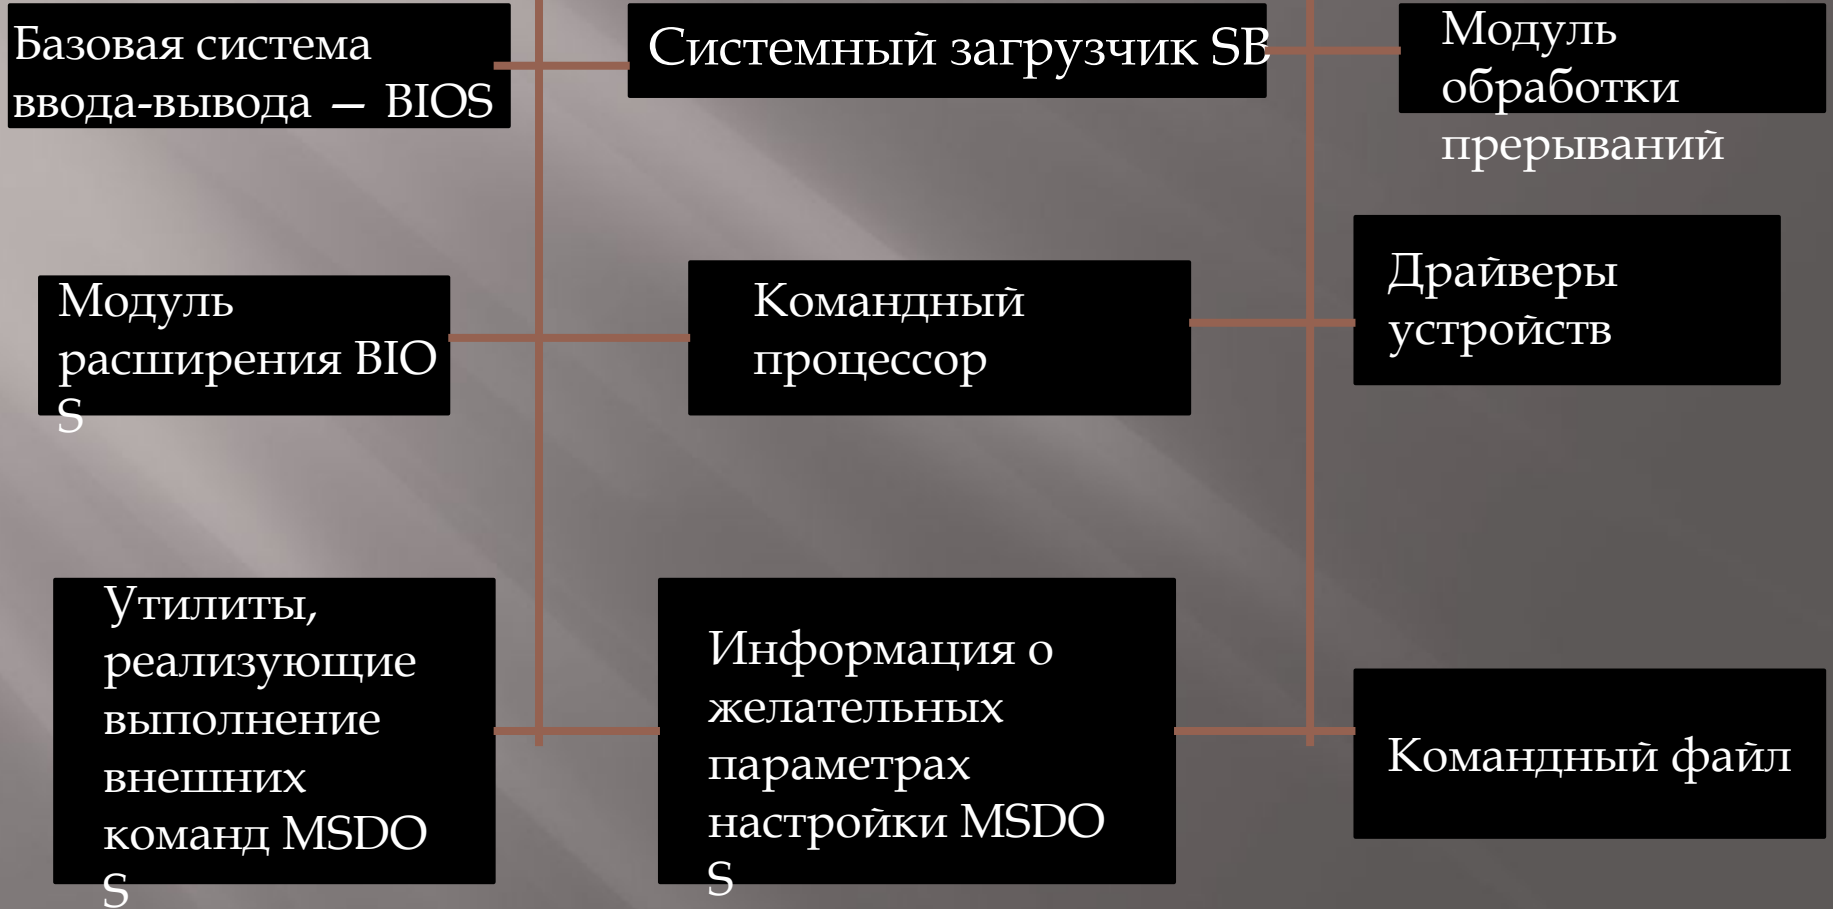 Базовая система
ввода-вывода — BIOS
Системный загрузчик SB
Модуль
обработки
прерываний
Модуль
расширения BIO
S
Командный
процессор
Драйверы
устройств
Утилиты,
реализующие
выполнение
внешних
команд MSDO
S
Информация о
желательных
параметрах
настройки MSDO
S
Командный файл